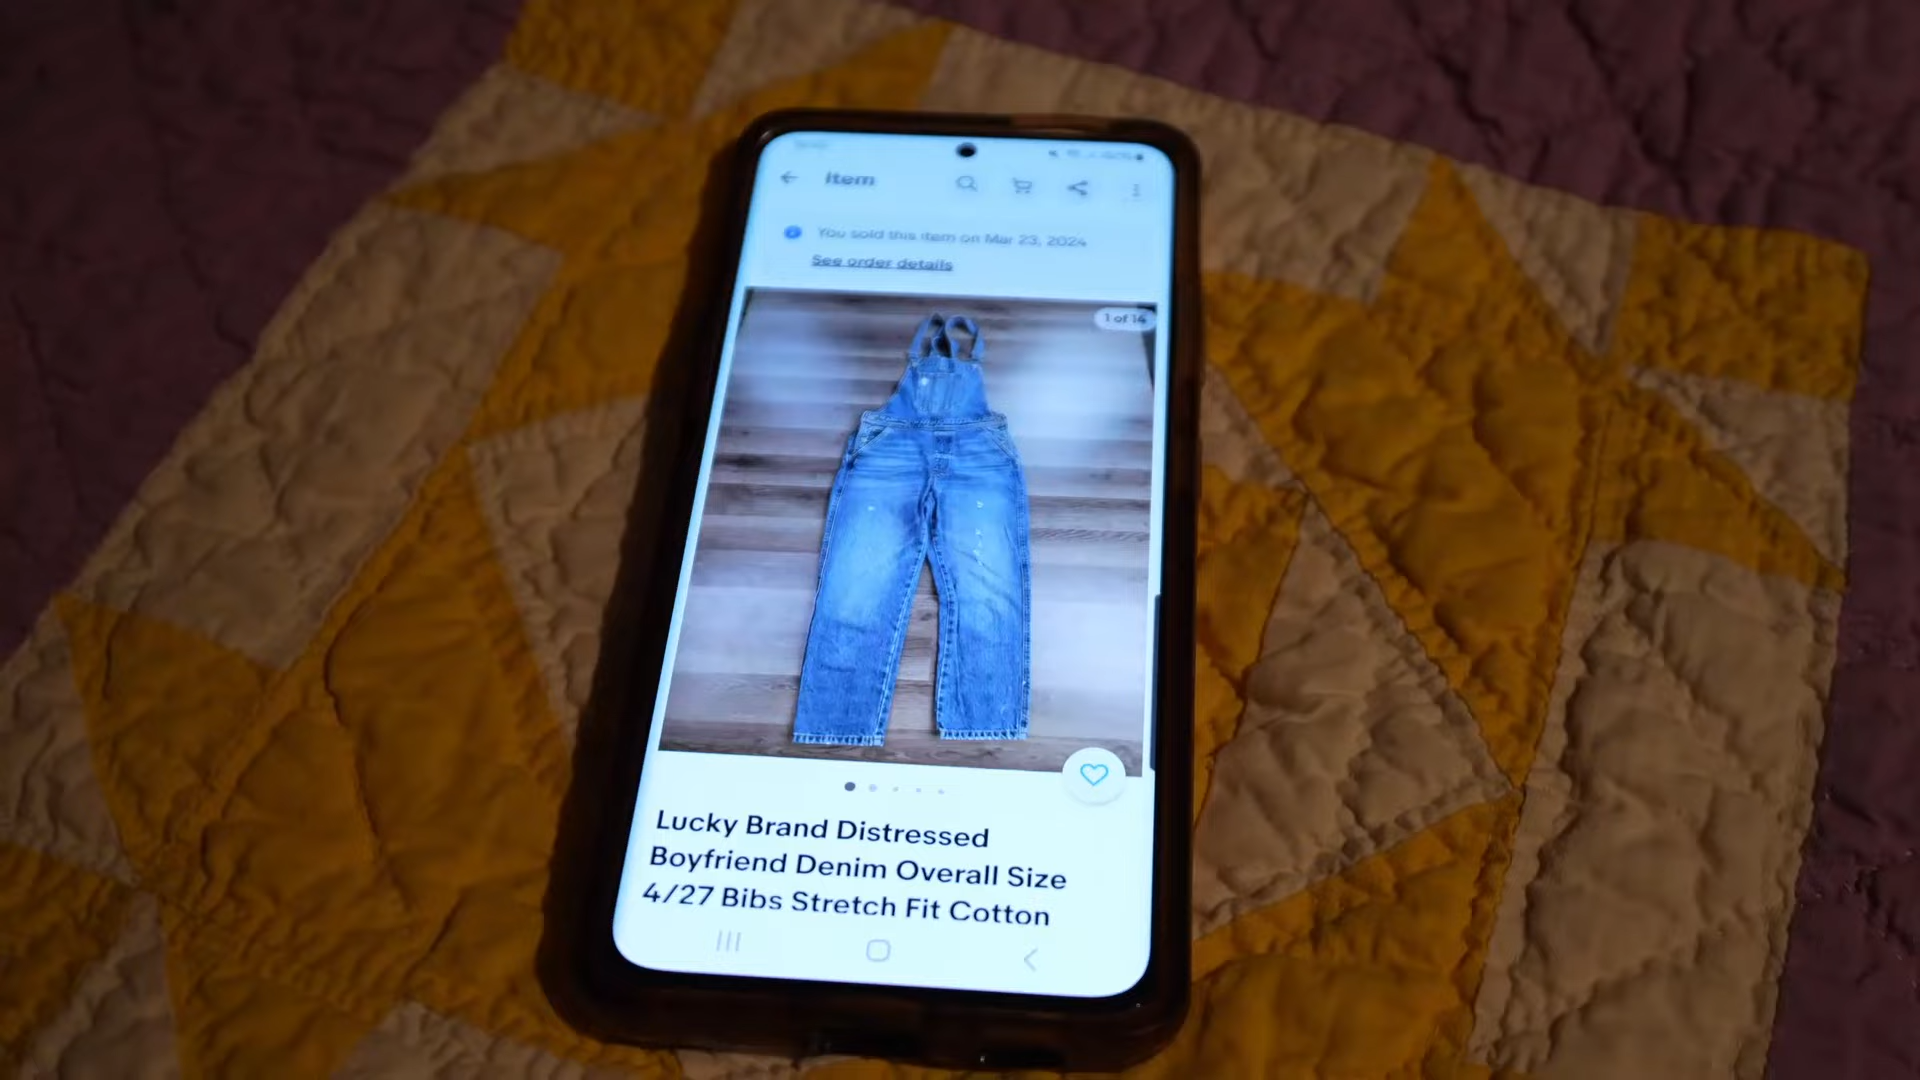 Item
You sold this item on Mar 23, 2024
See order details
1 of 14
Lucky Brand Distressed
Boyfriend Denim Overall Size
4/27 Bibs Stretch Fit Cotton